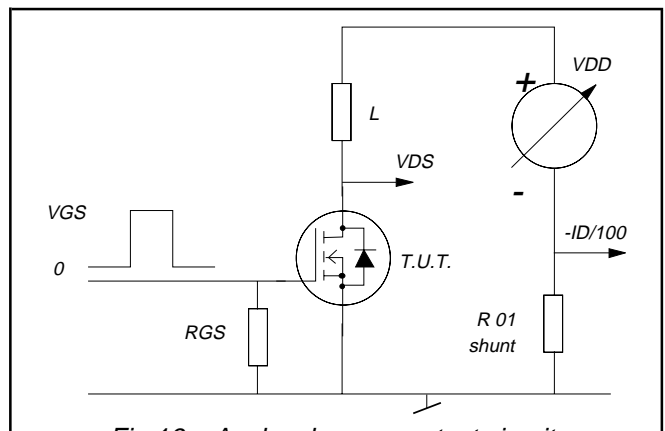 +
VDD
L
VDS
-
VGS
-ID/100
0
T.U.T.
RGS
R 01
shunt